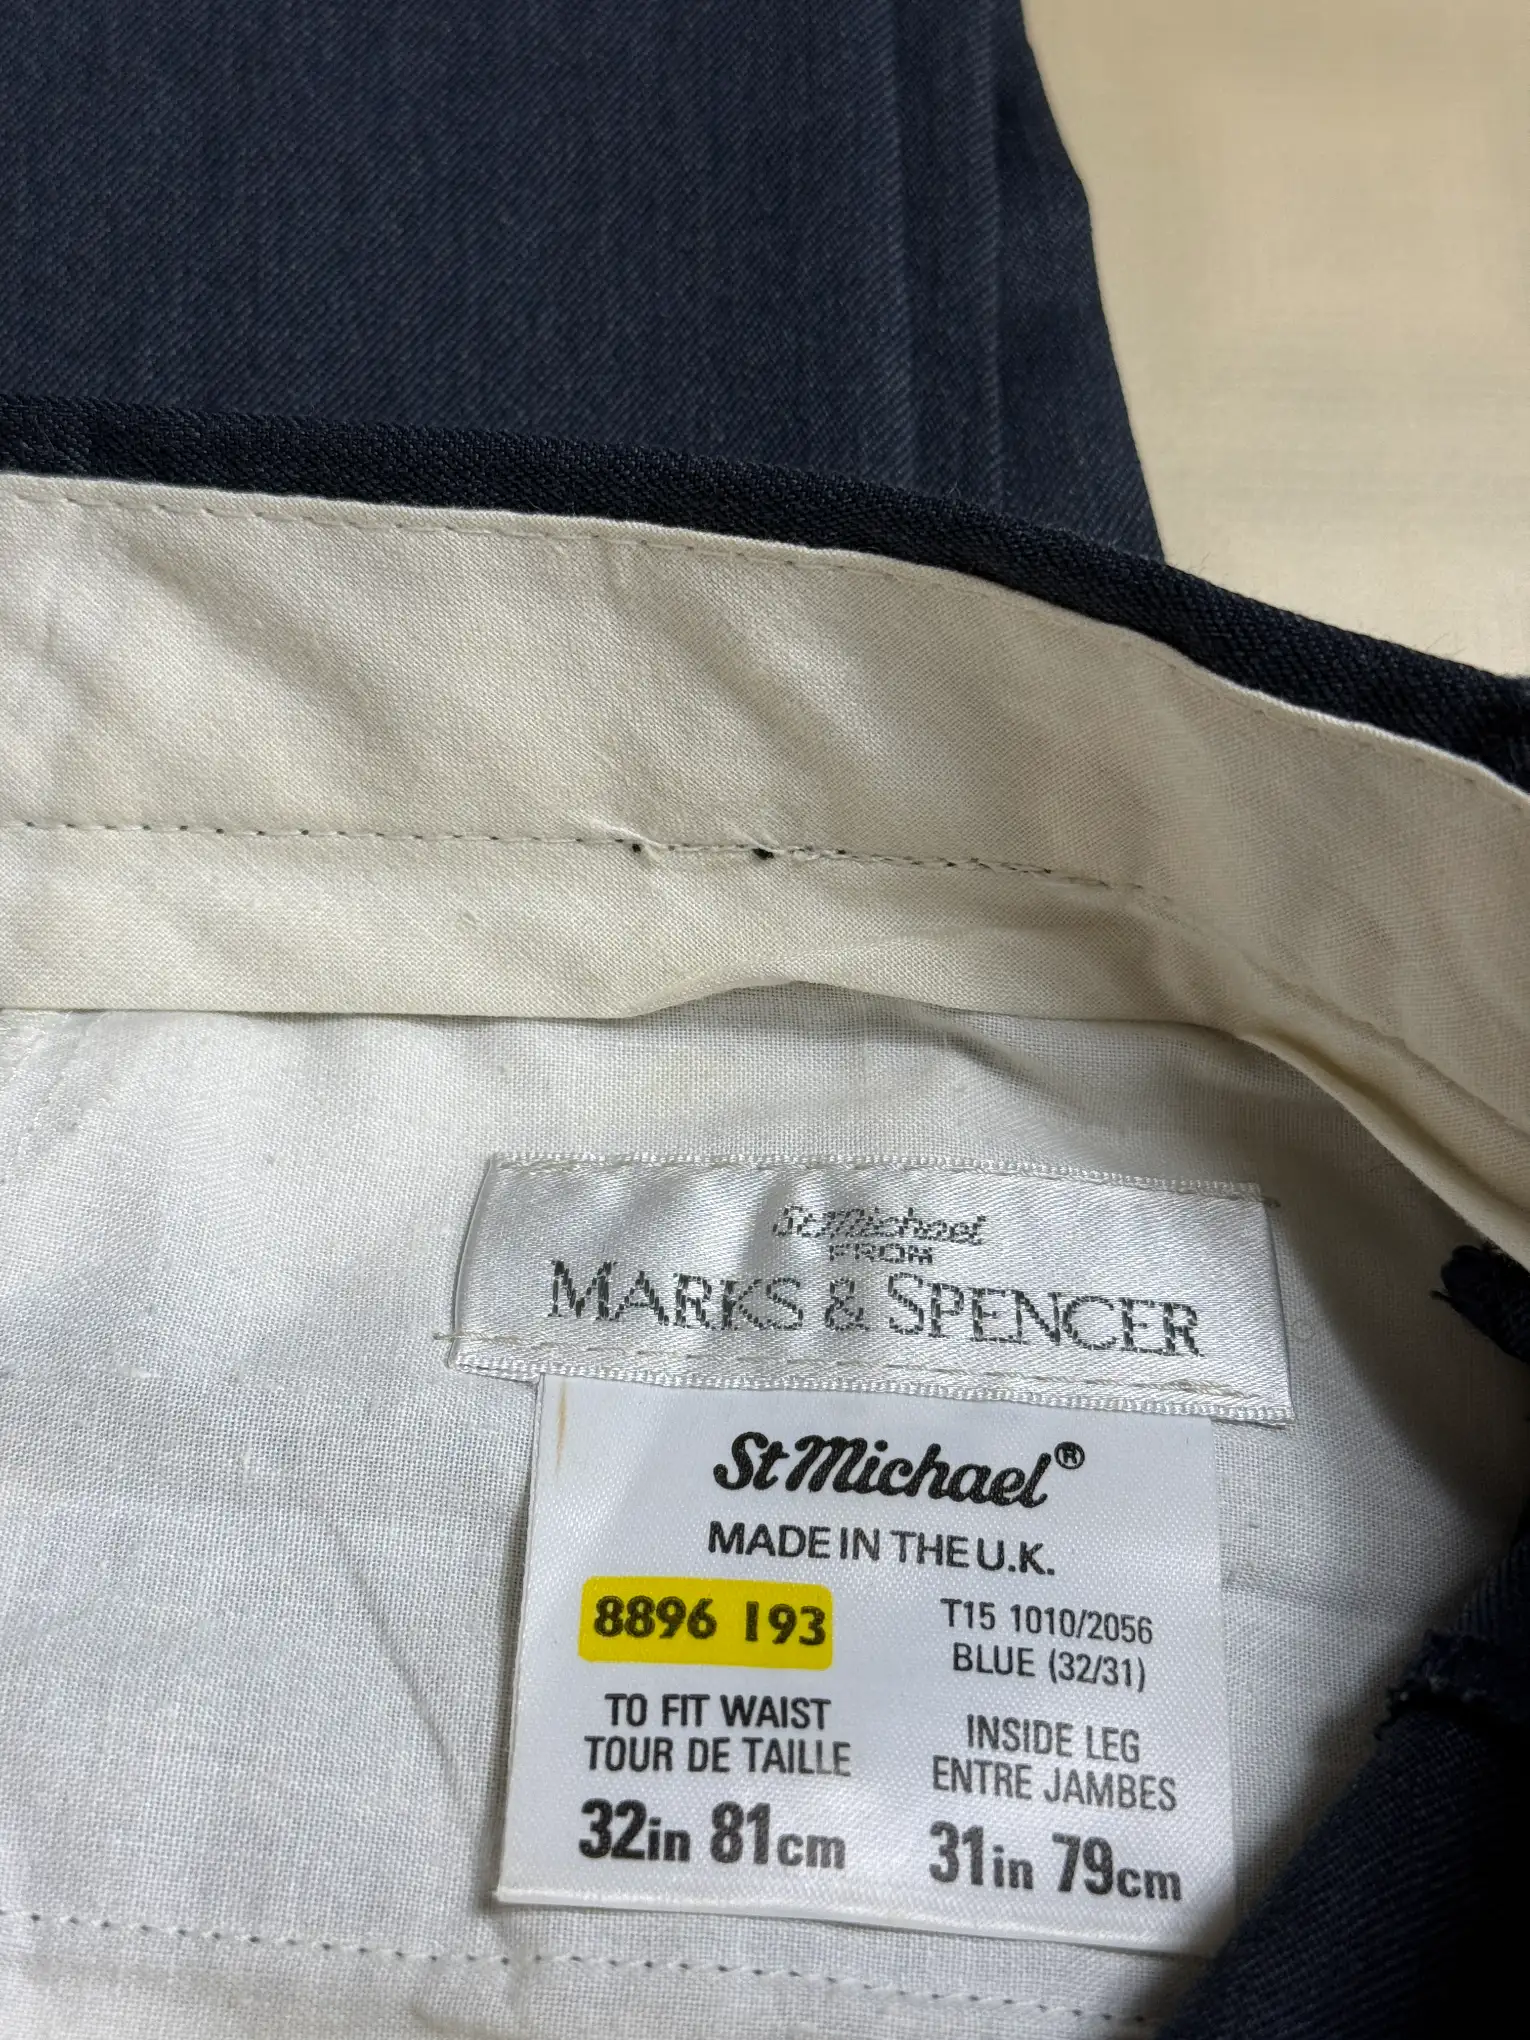 St Michael
FROM
MARKS & SPENCER
St Michael®
MADE IN THE U.K.
8896 193
T15 1010/2056
BLUE (32/31)
TO FIT WAIST
TOUR DE TAILLE
32in 81cm
INSIDE LEG
ENTRE JAMBES
31in 79cm